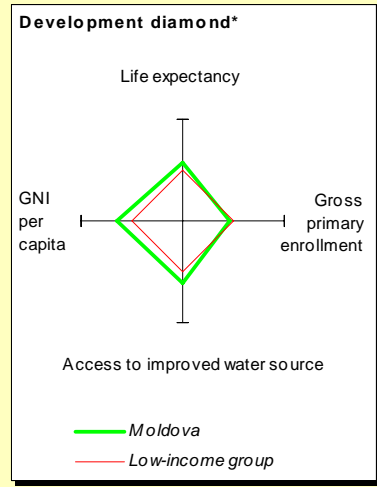 Development diamond*
Life expectancy
GNI
per
capita
Gross
primary
enrollment
Access to improved water source
Moldova
Low-income group